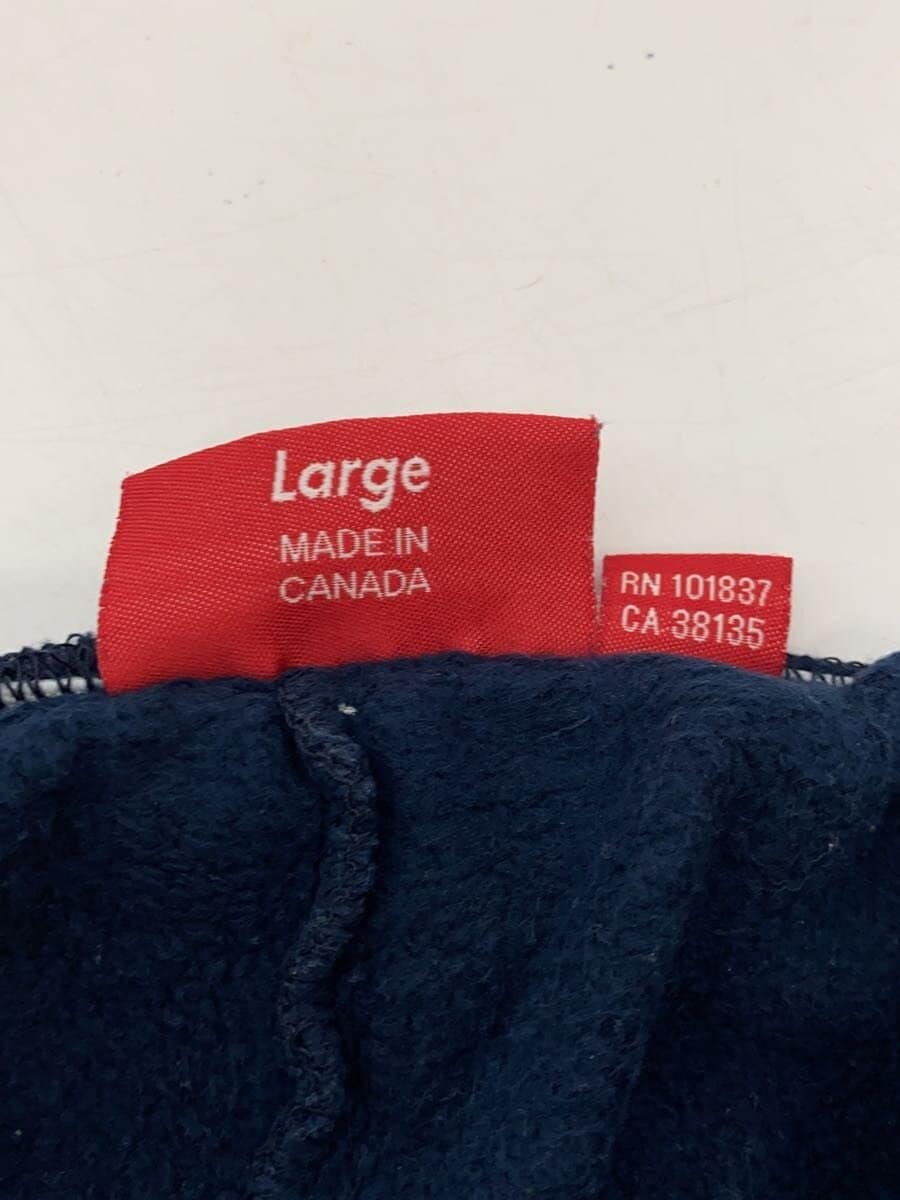 Large
MADE IN
CANADA
RN 101837
CA 38135